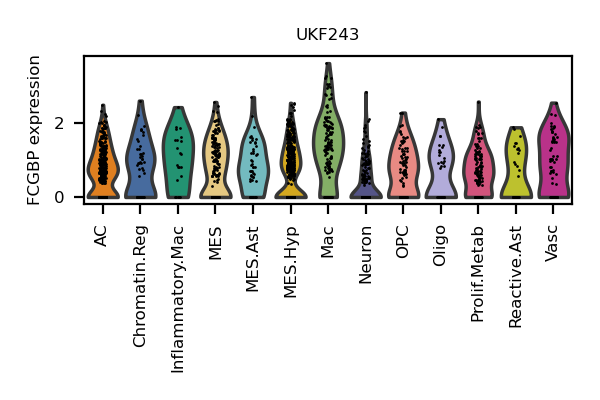 UKF243
FCGBP expression
2
0
AC
Chromatin.Reg
Inflammatory.Mac
MES
MES.Ast
MES.Hyp
Mac
Neuron
OPC
Oligo
Prolif.Metab
Reactive.Ast
Vasc